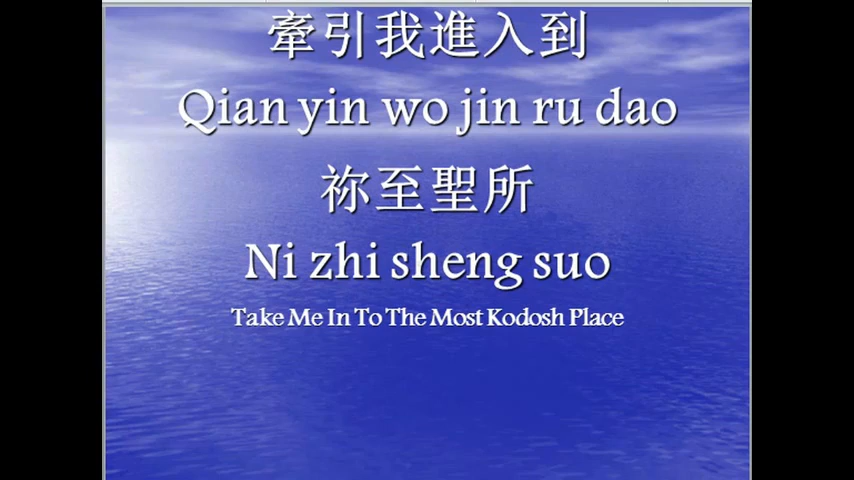 牽引我進入到
Qian yin wo jin ru dao
祢至聖所
Ni zhi sheng suo
Take Me In To The Most Kodosh Place